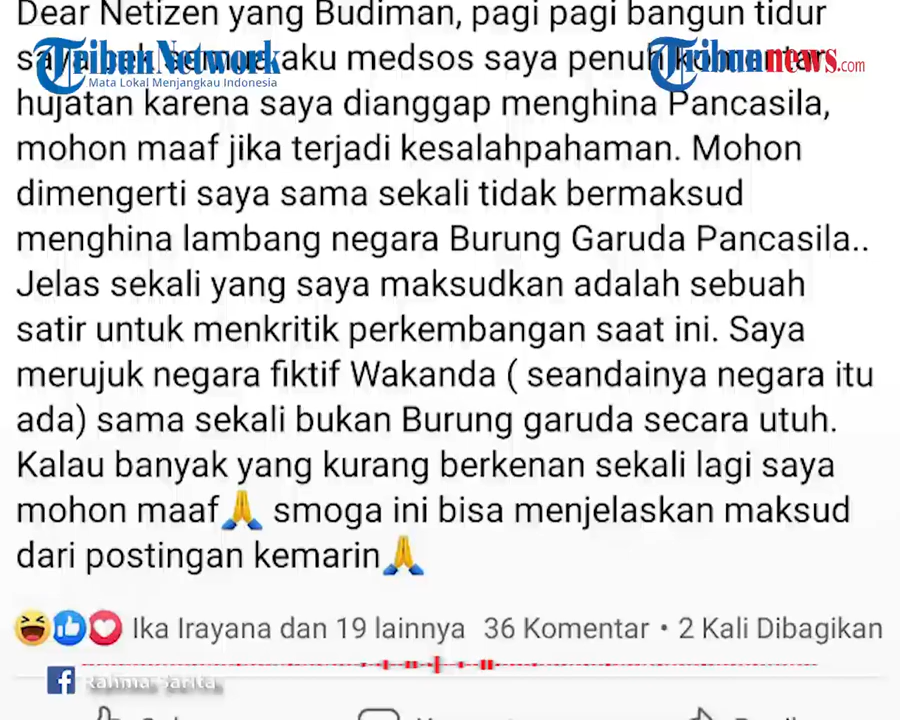 Dear Netizen yang Budiman, pagi pagi bangun tidur
saya aku medsos saya penuh
Tribun Network
Mata Lokal Menjangkau Indonesia
Tribunnews.com
hujatan karena saya dianggap menghina Pancasila,
mohon maaf jika terjadi kesalahpahaman. Mohon
dimengerti saya sama sekali tidak bermaksud
menghina lambang negara Burung Garuda Pancasila..
Jelas sekali yang saya maksudkan adalah sebuah
satir untuk menkritik perkembangan saat ini. Saya
merujuk negara fiktif Wakanda ( seandainya negara itu
ada) sama sekali bukan Burung garuda secara utuh.
Kalau banyak yang kurang berkenan sekali lagi saya
mohon maaf🙏 smoga ini bisa menjelaskan maksud
dari postingan kemarin🙏
Ika Irayana dan 19 lainnya 36 Komentar • 2 Kali Dibagikan
Rahma Sarita